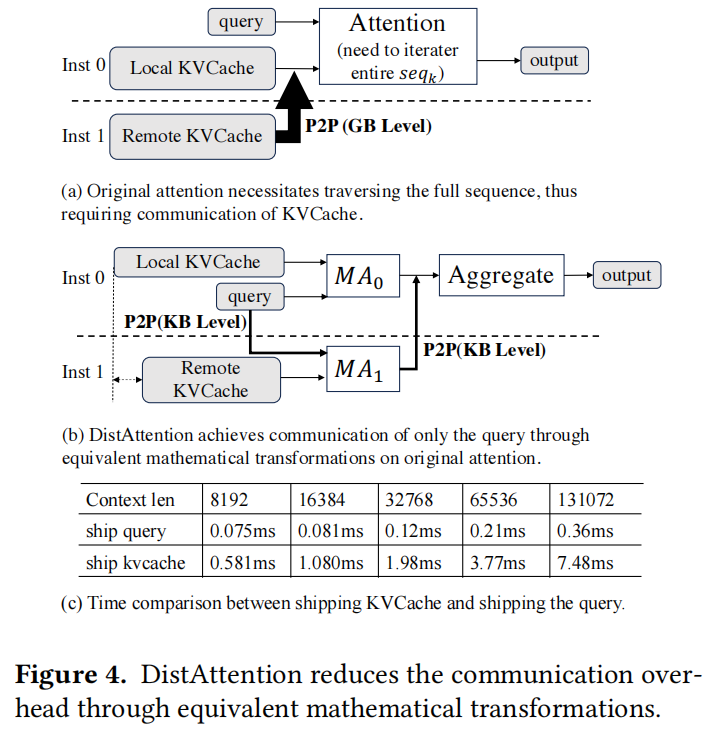 query
Attention
(need to iterater
entire seqₖ)
output
Inst 0
Local KVCache
Inst 1
Remote KVCache
P2P (GB Level)
(a) Original attention necessitates traversing the full sequence, thus
requiring communication of KVCache.
Inst 0
Local KVCache
query
MA₀
Aggregate
output
P2P(KB Level)
P2P(KB Level)
Inst 1
Remote
KVCache
MA₁
(b) DistAttention achieves communication of only the query through
equivalent mathematical transformations on original attention.
Context len 8192 16384 32768 65536 131072
ship query 0.075ms 0.081ms 0.12ms 0.21ms 0.36ms
ship kvcache 0.581ms 1.080ms 1.98ms 3.77ms 7.48ms
(c) Time comparison between shipping KVCache and shipping the query.
Figure 4. DistAttention reduces the communication over-
head through equivalent mathematical transformations.